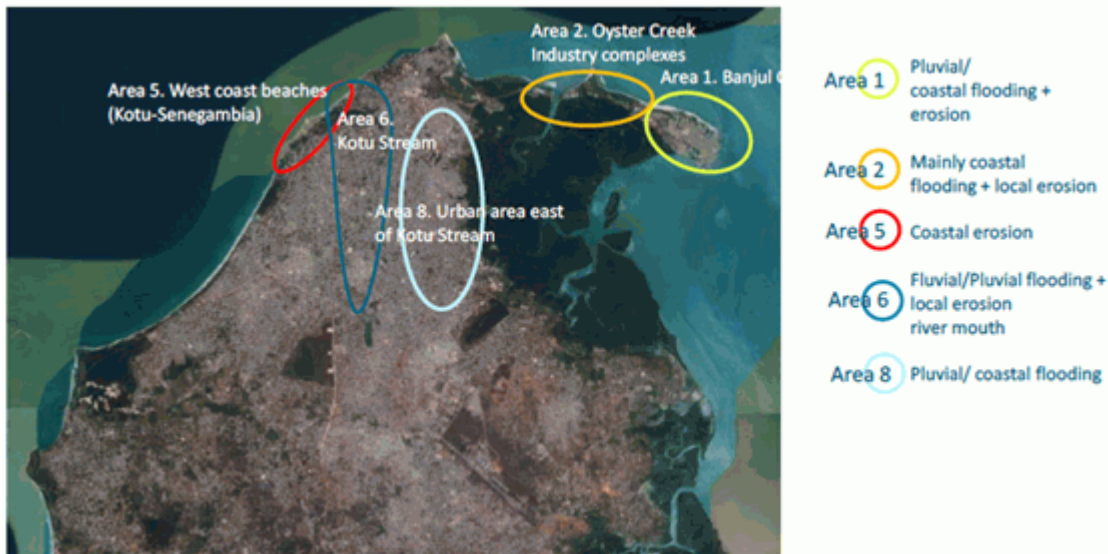 Area 2. Oyster Creek
Industry complexes
Area 1. Banjul
Area 5. West coast beaches
(Kotu-Senegambia)
Area 6.
Kotu Stream
Area 8. Urban area east
of Kotu Stream
Area 1
Pluvial/
coastal flooding +
erosion
Area 2
Mainly coastal
flooding + local erosion
Area 5
Coastal erosion
Area 6
Fluvial/Pluvial flooding +
local erosion
river mouth
Area 8
Pluvial/ coastal flooding